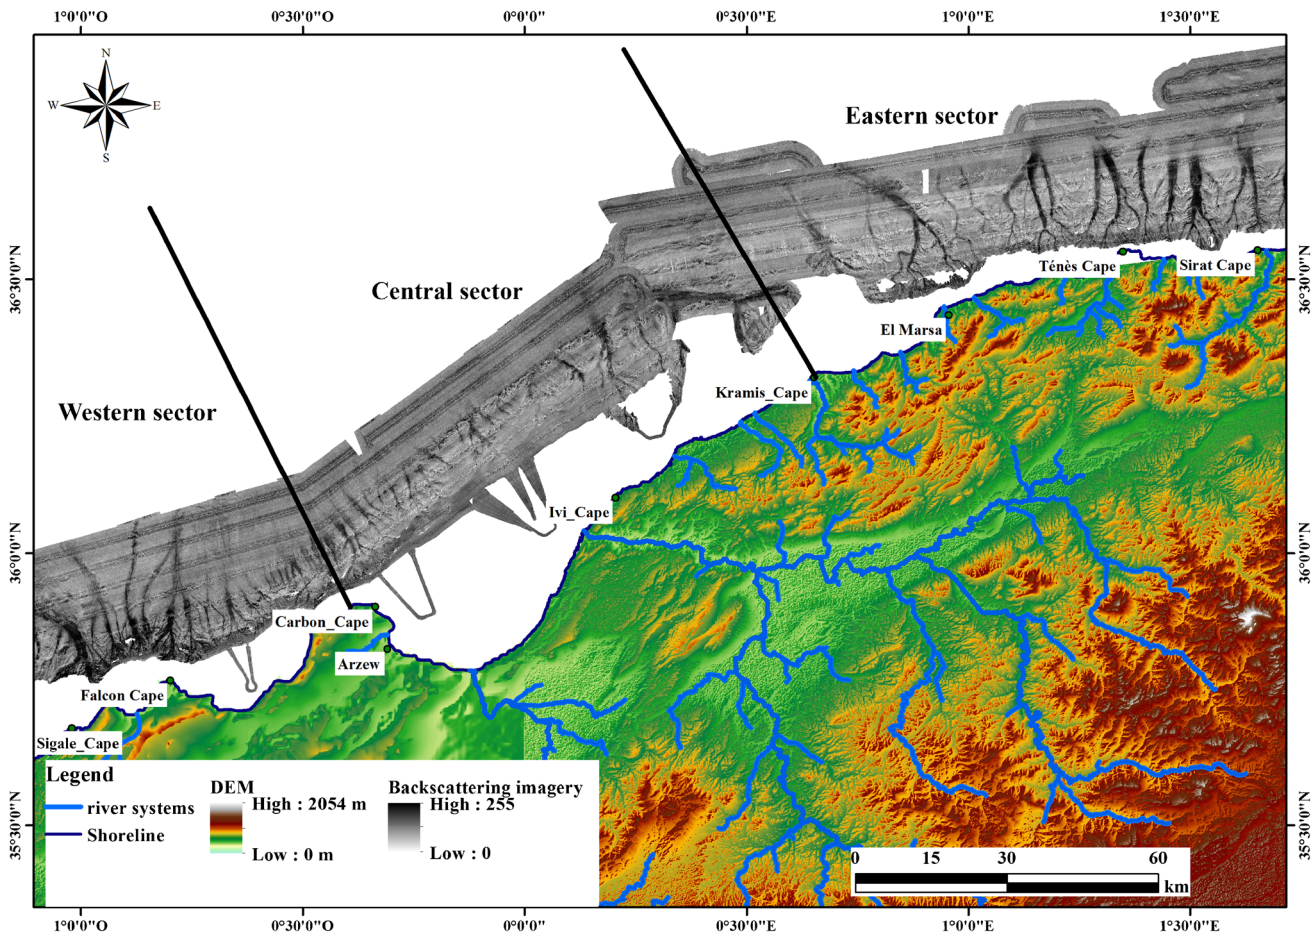 1°0'0"O 0°30'0"O 0°0'0" 0°30'0"E 1°0'0"E 1°30'0"E
N
W E
S
Eastern sector
36°30'0"N
36°30'0"N
Ténès Cape
Sirat Cape
Central sector
El Marsa
Kramis_Cape
Western sector
Ivi_Cape
36°0'0"N
36°0'0"N
Carbon_Cape
Arzew
Falcon Cape
Sigale_Cape
Legend
river systems
Shoreline
DEM
High : 2054 m
Low : 0 m
Backscattering imagery
High : 255
Low : 0
35°30'0"N
35°30'0"N
0 15 30 60
km
1°0'0"O 0°30'0"O 0°0'0" 0°30'0"E 1°0'0"E 1°30'0"E